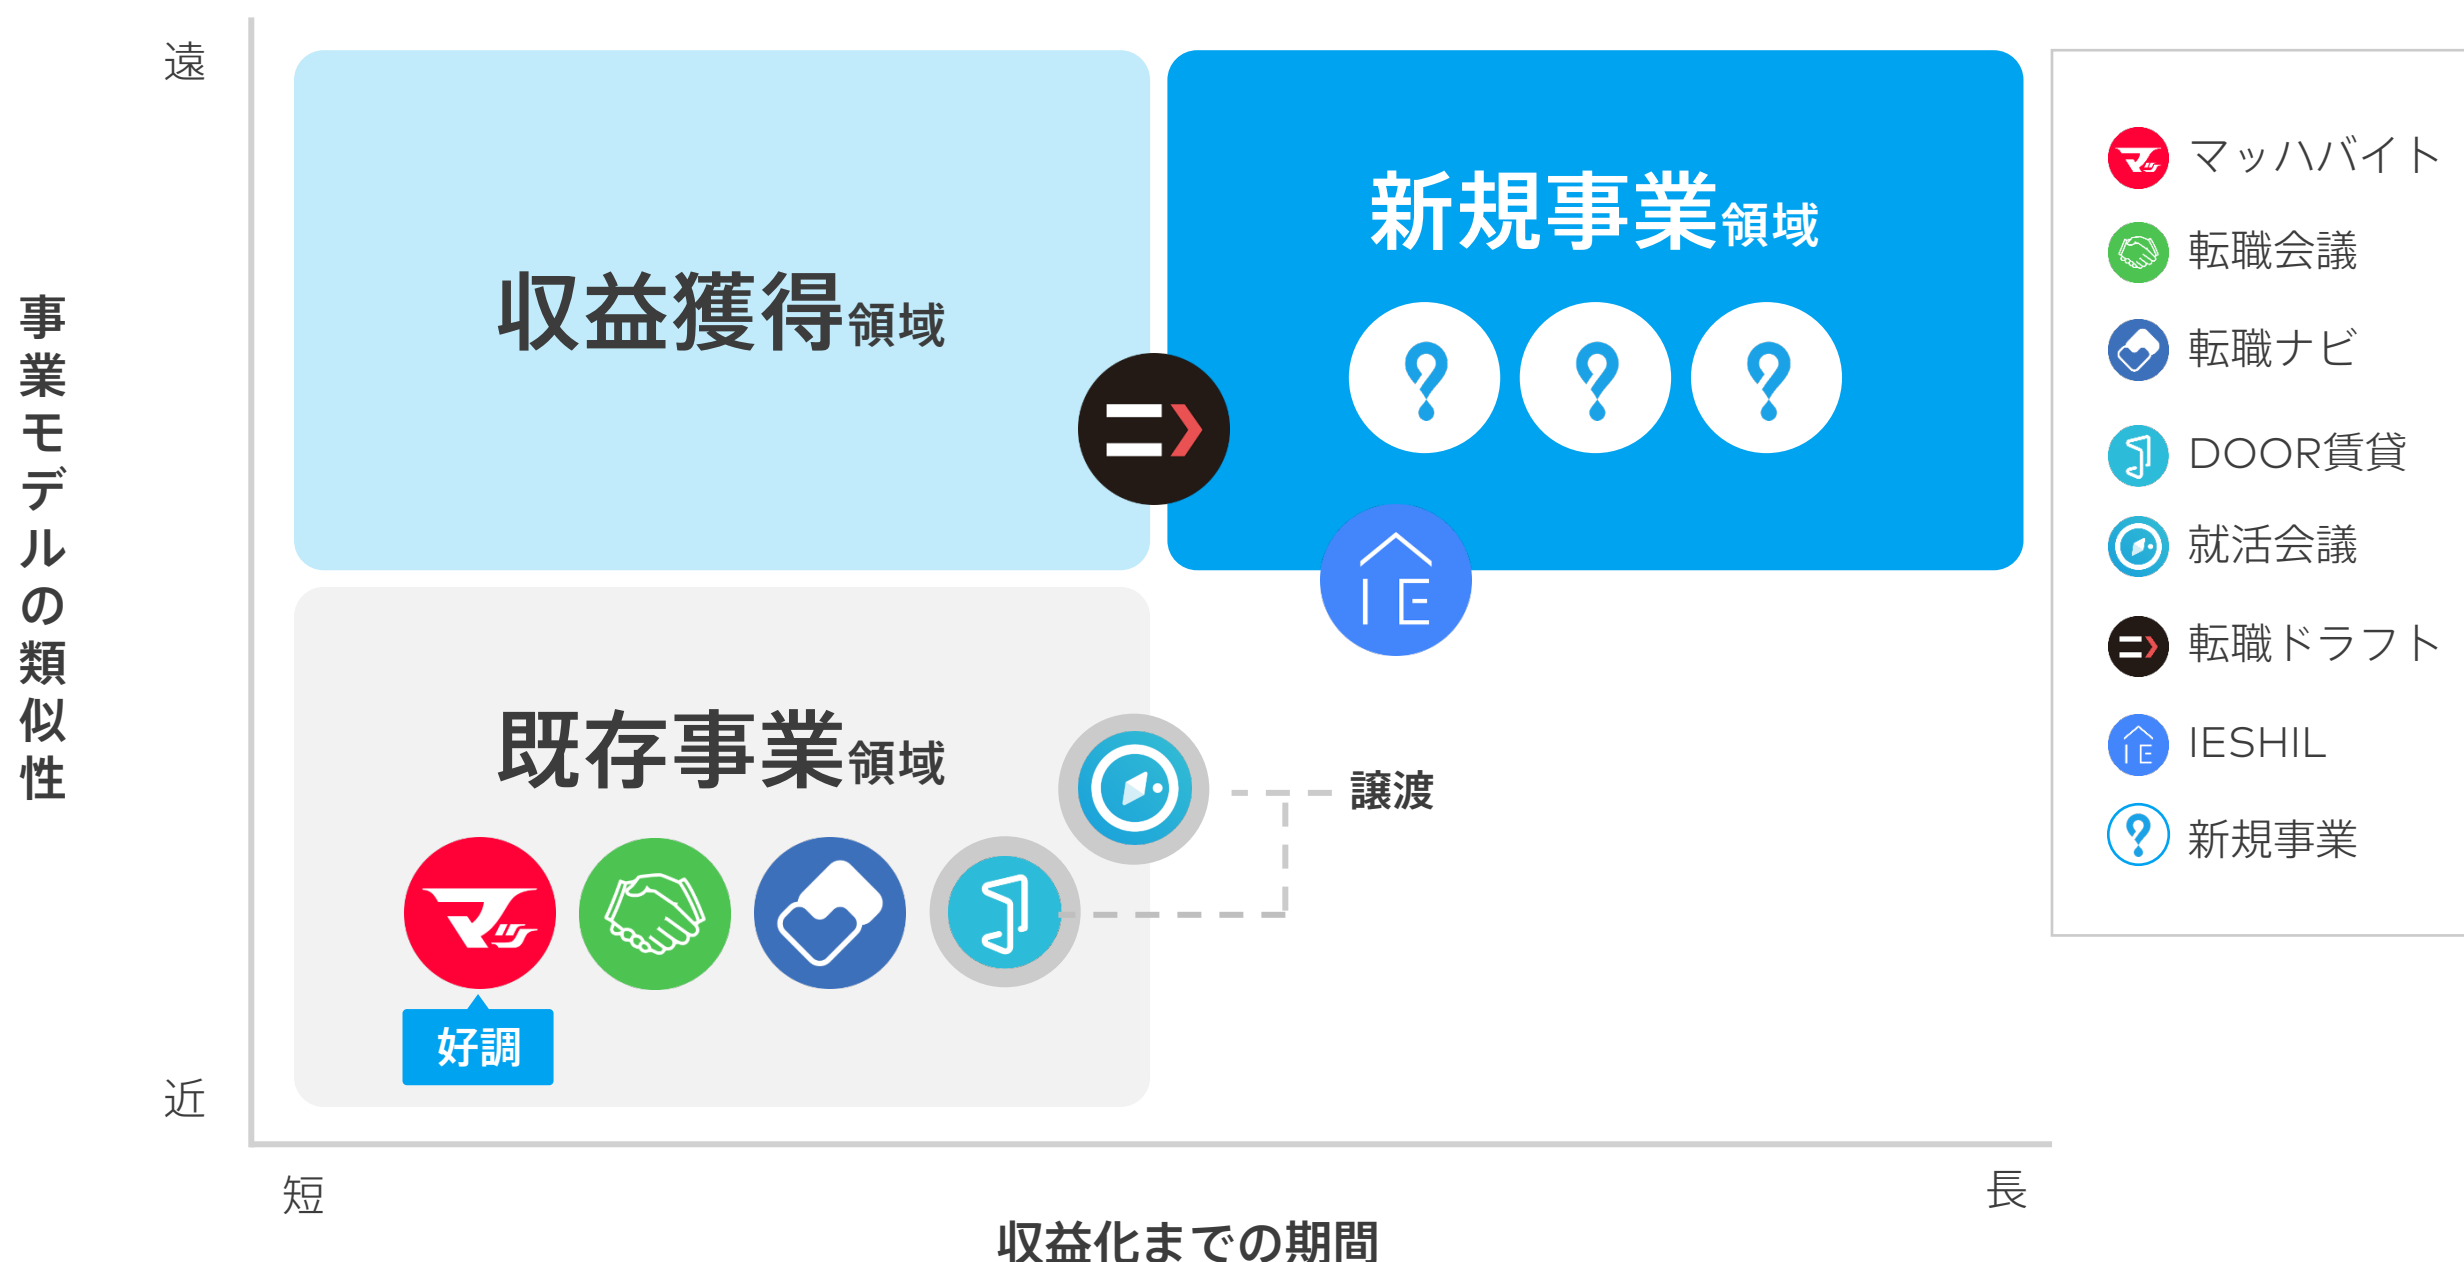 遠
事業モデルの類似性
近
収益獲得領域
新規事業領域
既存事業領域
IE
譲渡
好調
短
長
収益化までの期間
マッハバイト
転職会議
転職ナビ
DOOR賃貸
就活会議
転職ドラフト
IE
IESHIL
新規事業